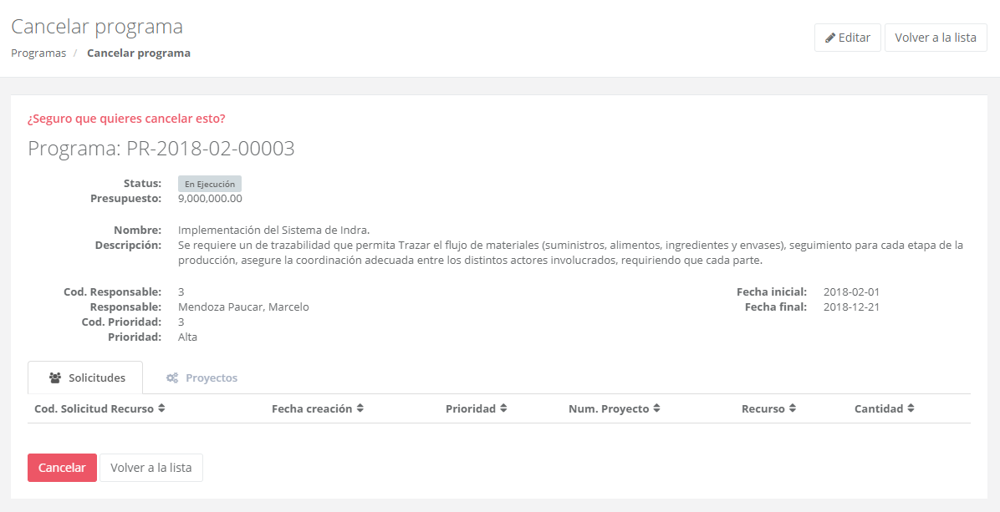 Cancelar programa
Editar
Volver a la lista
Programas / Cancelar programa
¿Seguro que quieres cancelar esto?
Programa: PR-2018-02-00003
Status: En Ejecución
Presupuesto: 9,000,000.00
Nombre: Implementación del Sistema de Indra.
Descripción: Se requiere un de trazabilidad que permita Trazar el flujo de materiales (suministros, alimentos, ingredientes y envases), seguimiento para cada etapa de la
producción, asegure la coordinación adecuada entre los distintos actores involucrados, requiriendo que cada parte.
Cod. Responsable: 3 Fecha inicial: 2018-02-01
Responsable: Mendoza Paucar, Marcelo Fecha final: 2018-12-21
Cod. Prioridad: 3
Prioridad: Alta
Solicitudes Proyectos
Cod. Solicitud Recurso Fecha creación Prioridad Num. Proyecto Recurso Cantidad
Cancelar Volver a la lista